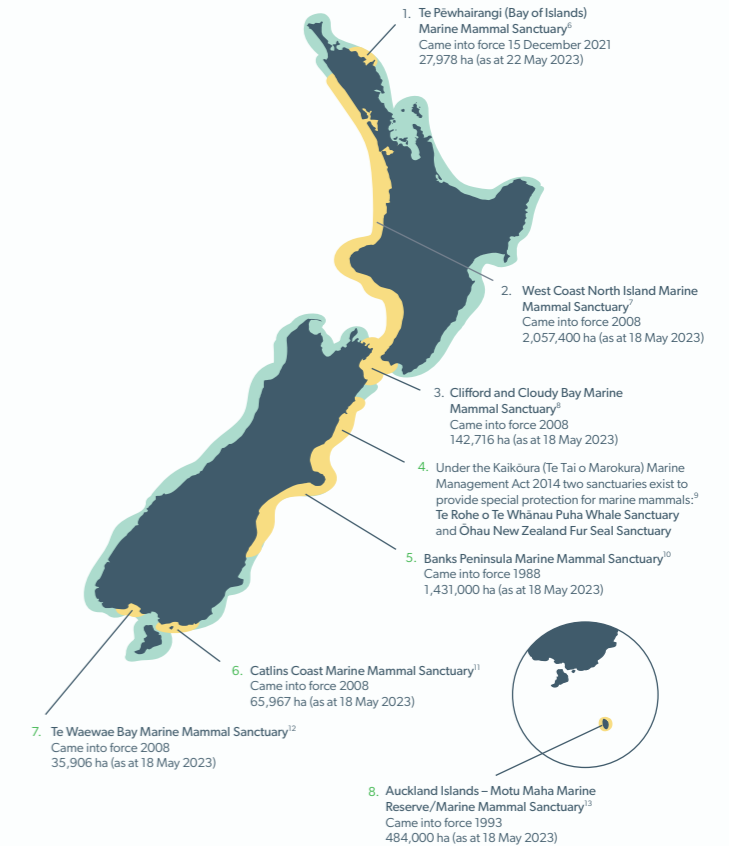 1. Te Pēwhairangi (Bay of Islands)
Marine Mammal Sanctuary⁶
Came into force 15 December 2021
27,978 ha (as at 22 May 2023)
2. West Coast North Island Marine
Mammal Sanctuary⁷
Came into force 2008
2,057,400 ha (as at 18 May 2023)
3. Clifford and Cloudy Bay Marine
Mammal Sanctuary⁸
Came into force 2008
142,716 ha (as at 18 May 2023)
4. Under the Kaikōura (Te Tai o Marokura) Marine
Management Act 2014 two sanctuaries exist to
provide special protection for marine mammals:⁹
Te Rohe o Te Whānau Puha Whale Sanctuary
and Ōhau New Zealand Fur Seal Sanctuary
5. Banks Peninsula Marine Mammal Sanctuary¹⁰
Came into force 1988
1,431,000 ha (as at 18 May 2023)
6. Catlins Coast Marine Mammal Sanctuary¹¹
Came into force 2008
65,967 ha (as at 18 May 2023)
7. Te Waewae Bay Marine Mammal Sanctuary¹²
Came into force 2008
35,906 ha (as at 18 May 2023)
8. Auckland Islands – Motu Maha Marine
Reserve/Marine Mammal Sanctuary¹³
Came into force 1993
484,000 ha (as at 18 May 2023)